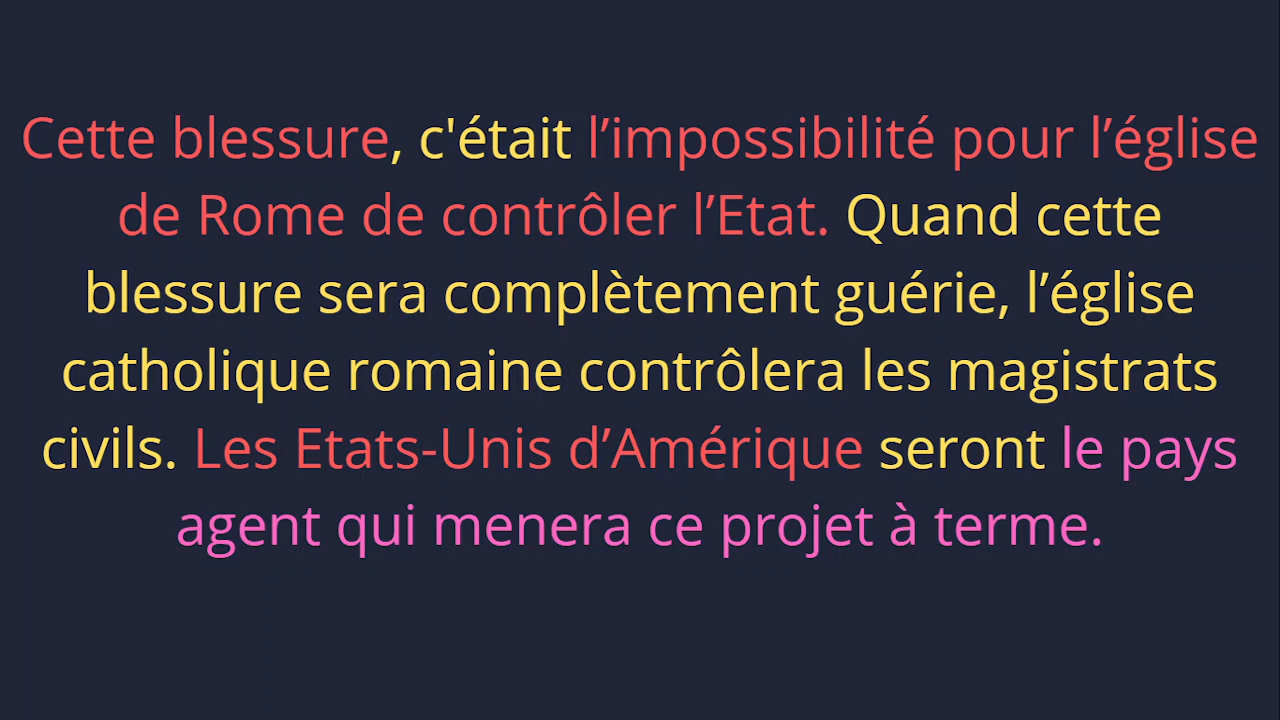 Cette blessure, c'était l’impossibilité pour l’église
de Rome de contrôler l’Etat. Quand cette
blessure sera complètement guérie, l’église
catholique romaine contrôlera les magistrats
civils. Les Etats-Unis d’Amérique seront le pays
agent qui menera ce projet à terme.